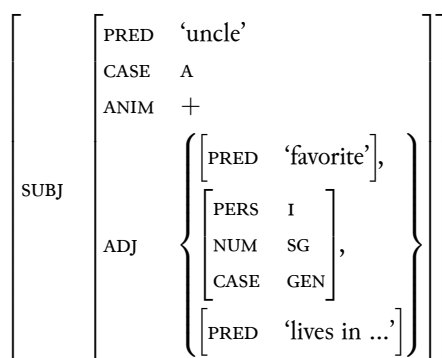 PRED ‘uncle’
CASE A
ANIM +
[PRED ‘favorite’],
SUBJ PERS I
ADJ NUM SG ,
CASE GEN
[PRED ‘lives in ...’]